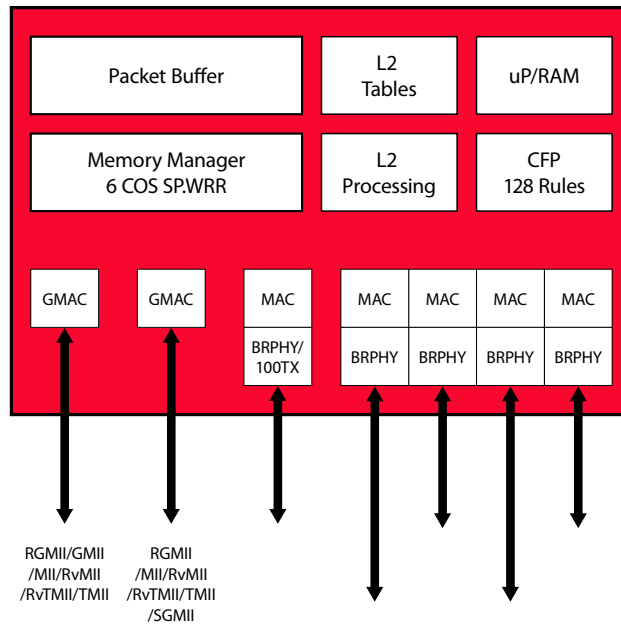 Packet Buffer
L2
Tables
uP/RAM
Memory Manager
6 COS SP.WRR
L2
Processing
CFP
128 Rules
GMAC
GMAC
MAC
MAC
MAC
MAC
MAC
BRPHY/
100TX
BRPHY
BRPHY
BRPHY
BRPHY
RGMII/GMII
/MII/RvMII
/RvTMII/TMII
RGMII
/MII/RvMII
/RvTMII/TMII
/SGMII